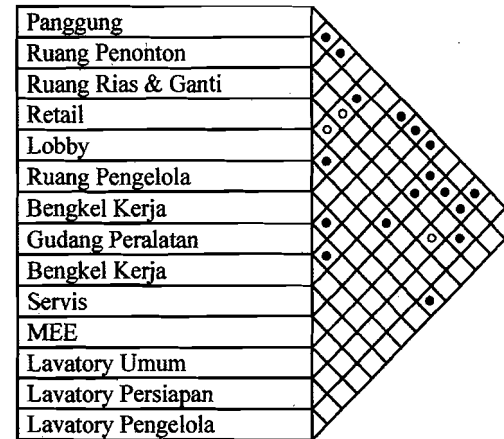 Panggung
Ruang Penonton
Ruang Rias & Ganti
Retail
Lobby
Ruang Pengelola
Bengkel Kerja
Gudang Peralatan
Bengkel Kerja
Servis
MEE
Lavatory Umum
Lavatory Persiapan
Lavatory Pengelola